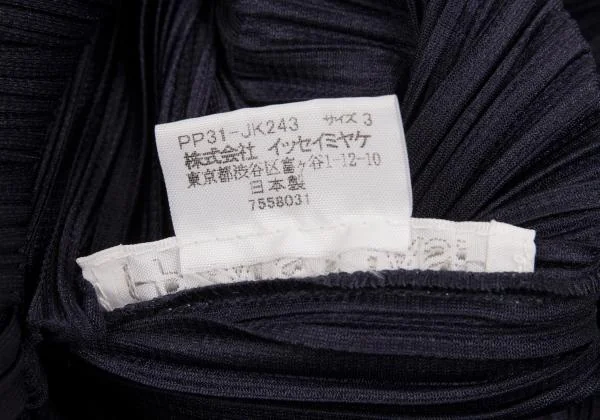 PP31-JK243 サイズ 3
株式会社 イッセイミヤケ
東京都渋谷区富ヶ谷1-12-10
日本製
7558031